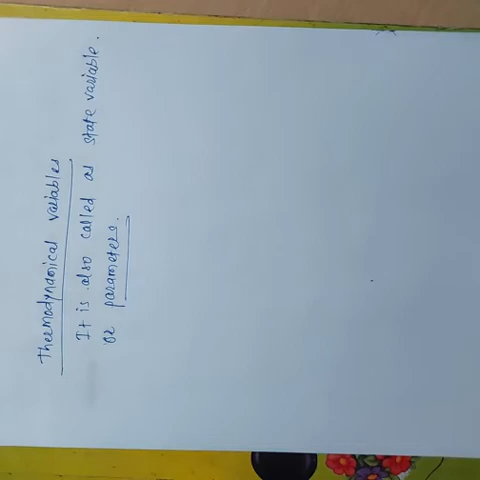 Thermodynamical variables
It is also called as state variable.
or parameters.